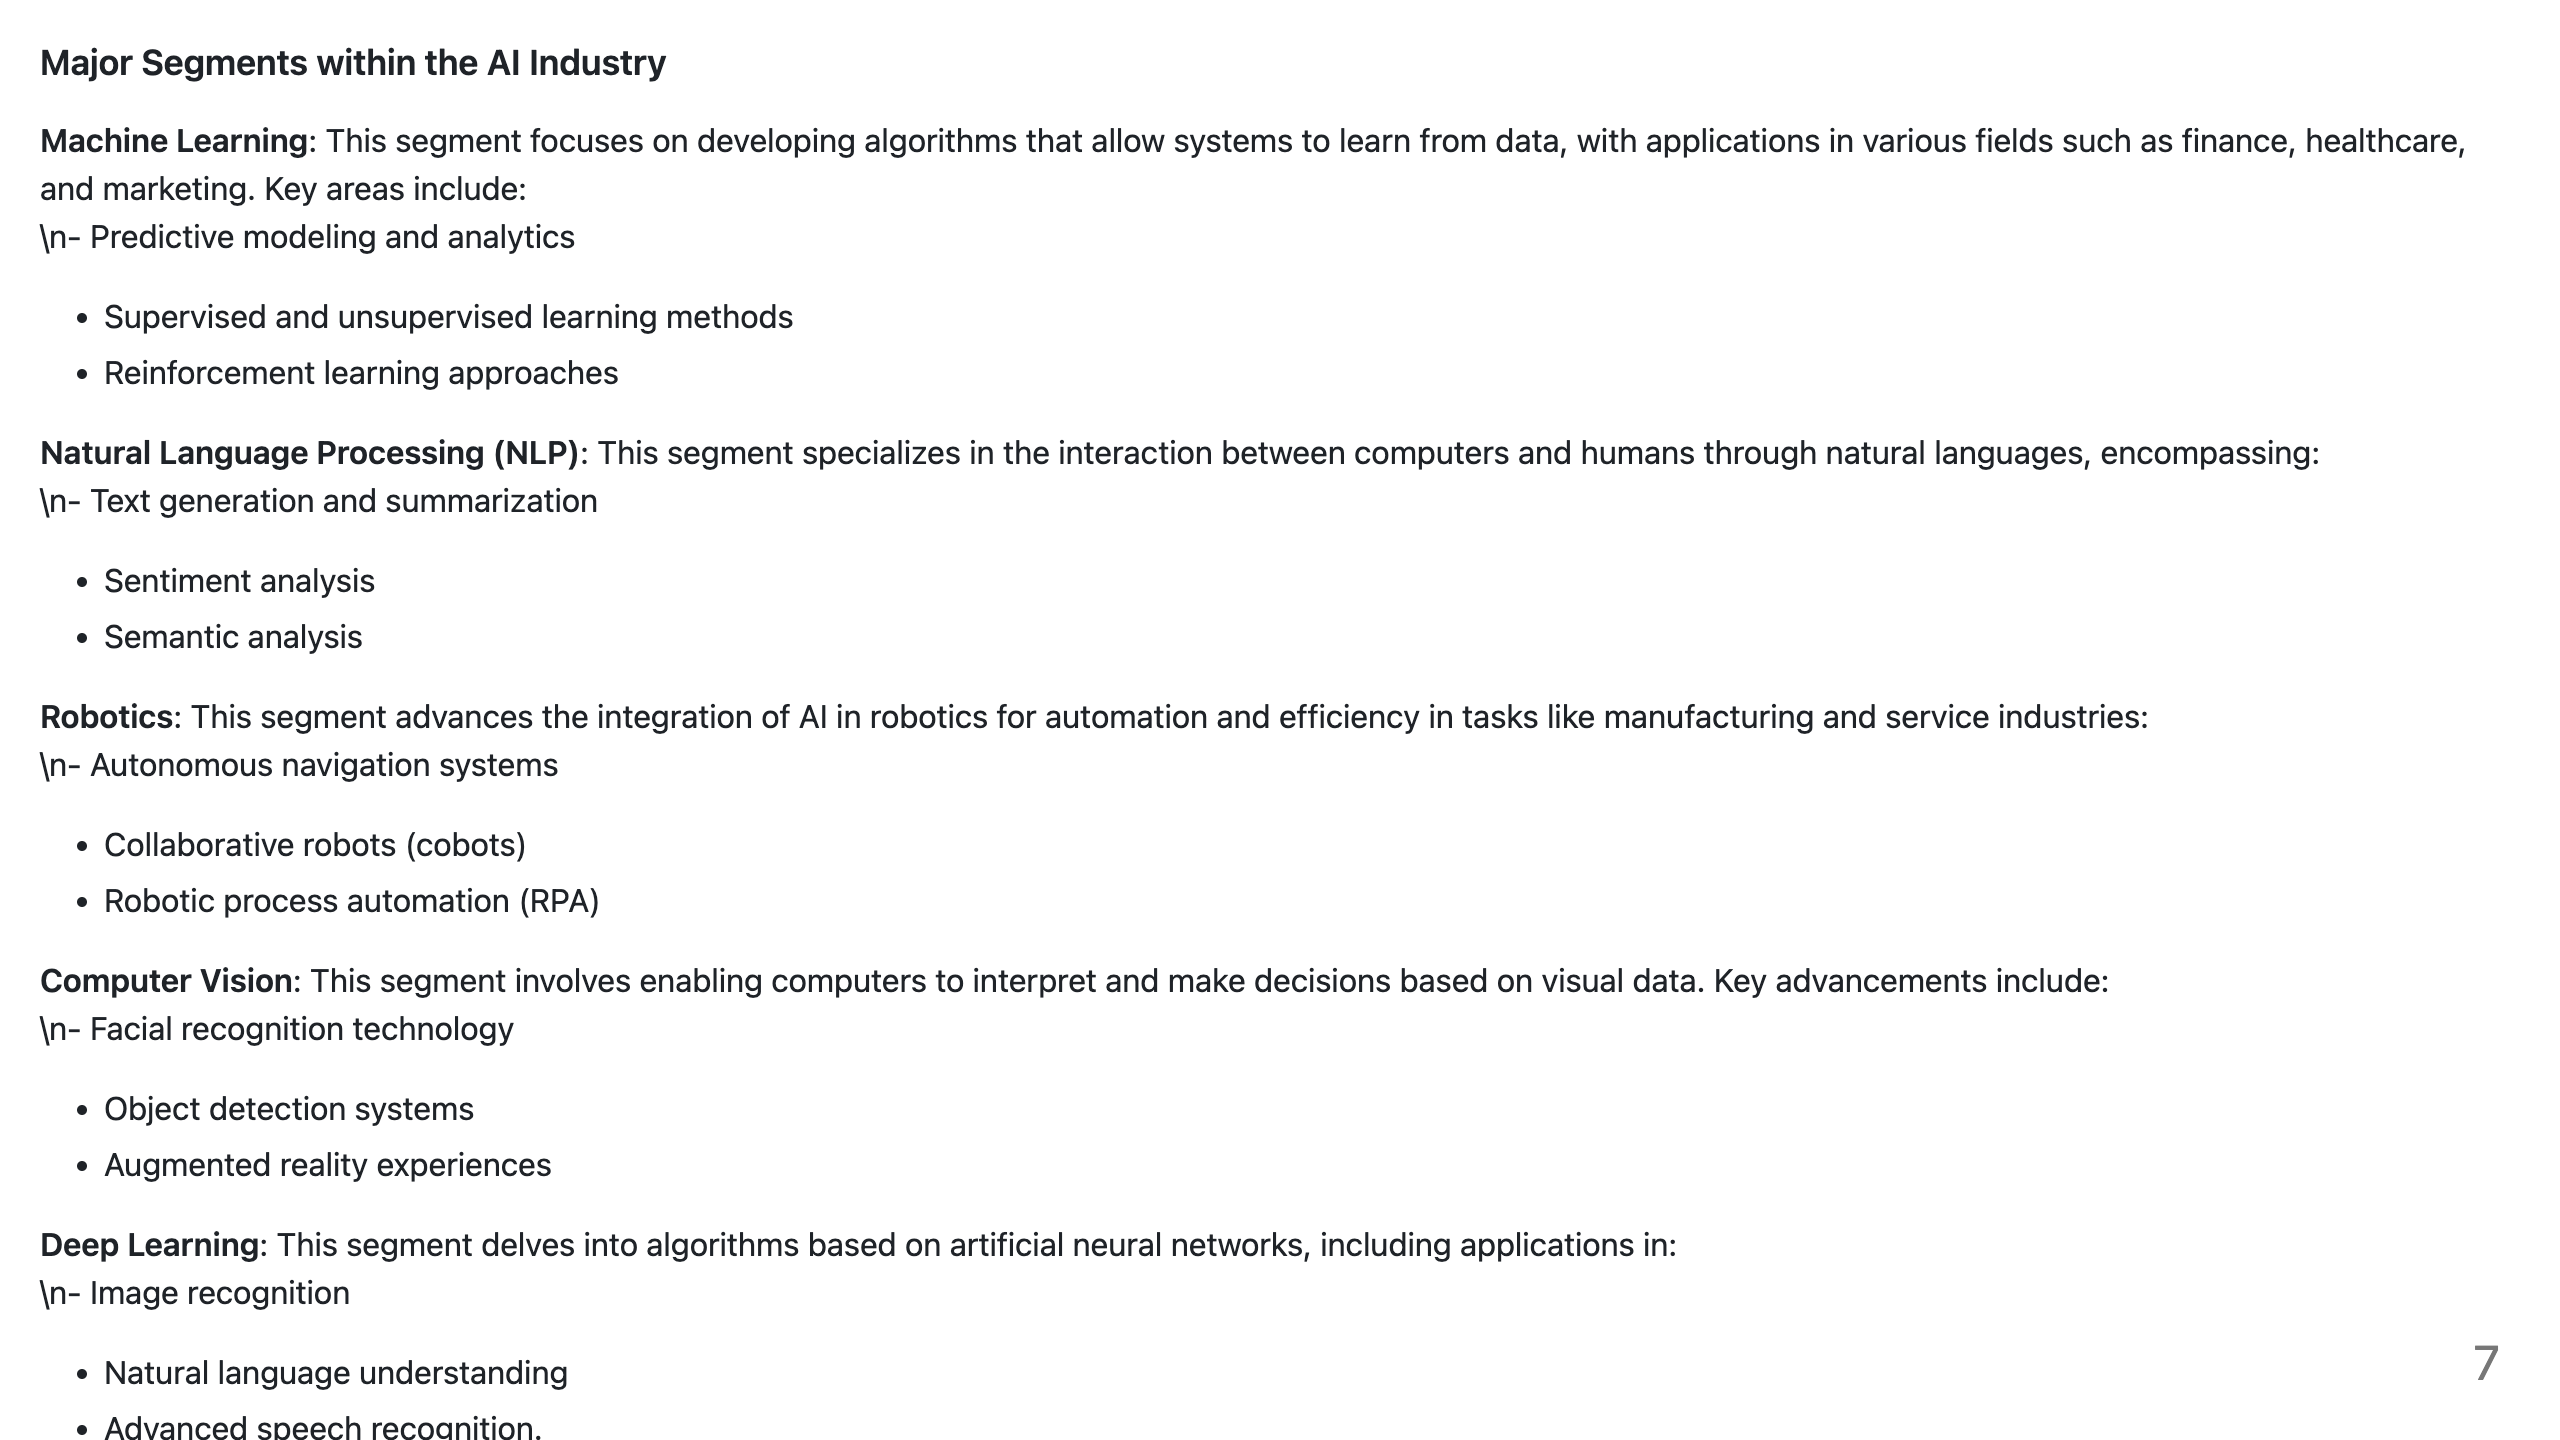 Major Segments within the AI Industry
Machine Learning: This segment focuses on developing algorithms that allow systems to learn from data, with applications in various fields such as finance, healthcare,
and marketing. Key areas include:
\n- Predictive modeling and analytics
• Supervised and unsupervised learning methods
• Reinforcement learning approaches
Natural Language Processing (NLP): This segment specializes in the interaction between computers and humans through natural languages, encompassing:
\n- Text generation and summarization
• Sentiment analysis
• Semantic analysis
Robotics: This segment advances the integration of AI in robotics for automation and efficiency in tasks like manufacturing and service industries:
\n- Autonomous navigation systems
• Collaborative robots (cobots)
• Robotic process automation (RPA)
Computer Vision: This segment involves enabling computers to interpret and make decisions based on visual data. Key advancements include:
\n- Facial recognition technology
• Object detection systems
• Augmented reality experiences
Deep Learning: This segment delves into algorithms based on artificial neural networks, including applications in:
\n- Image recognition
• Natural language understanding
• Advanced speech recognition.
7